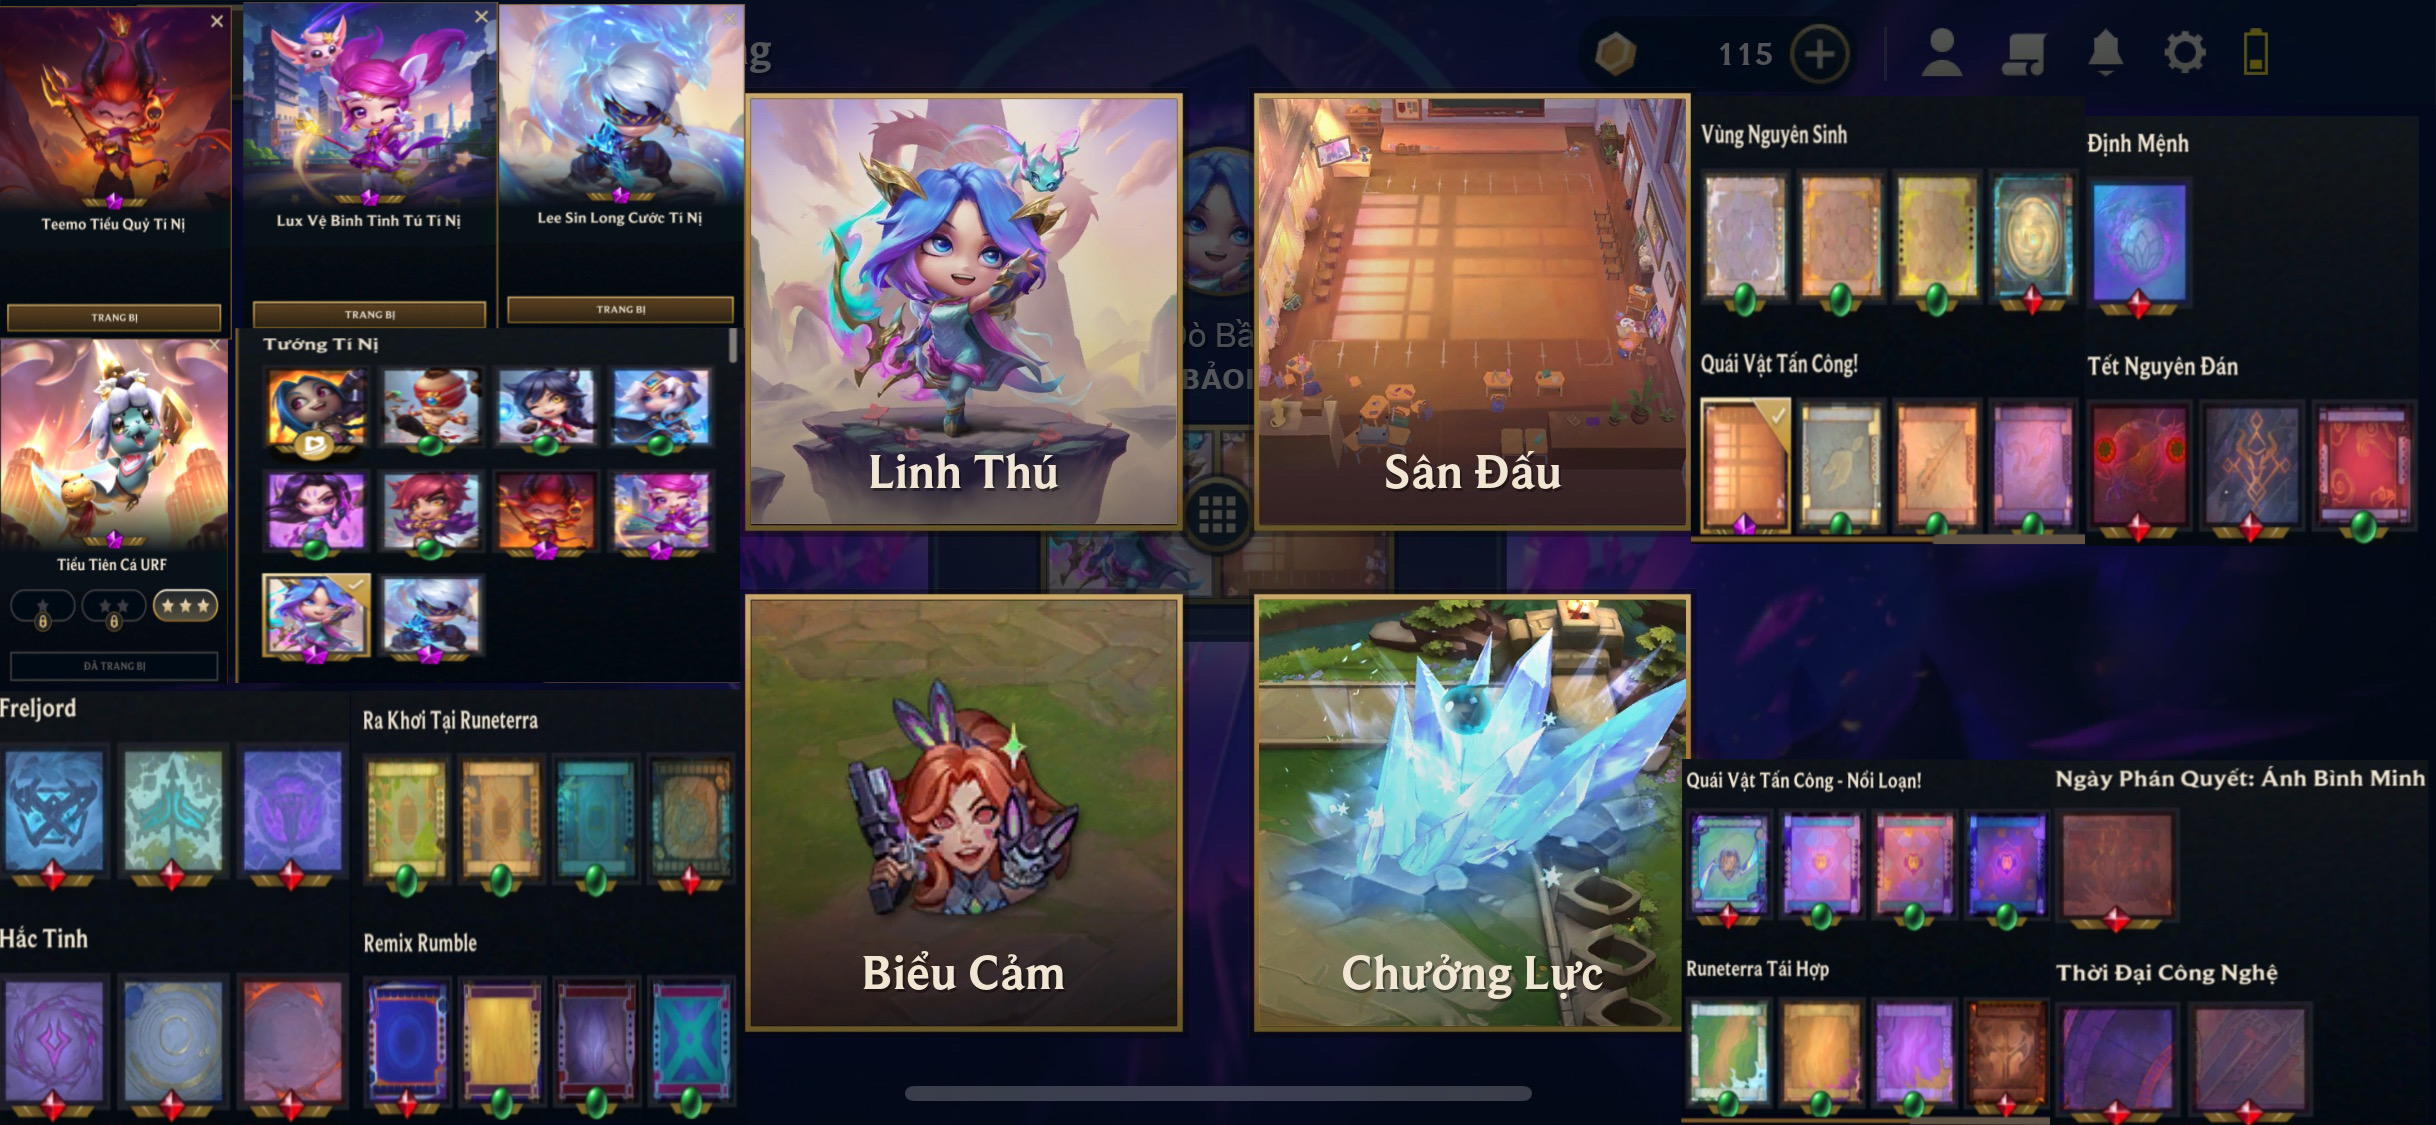 115
Teemo Tiểu Quỷ Tí Nị
TRANG BỊ
Lux Vệ Binh Tinh Tú Tí Nị
TRANG BỊ
Lee Sin Long Cước Tí Nị
TRANG BỊ
Tiểu Tiên Cá URF
ĐÃ TRANG BỊ
Tướng Tí Nị
Linh Thú
Sân Đấu
Biểu Cảm
Chưởng Lực
Vùng Nguyên Sinh
Định Mệnh
Quái Vật Tấn Công!
Tết Nguyên Đán
Freljord
Ra Khơi Tại Runeterra
Hắc Tinh
Remix Rumble
Quái Vật Tấn Công - Nổi Loạn!
Ngày Phán Quyết: Ánh Bình Minh
Runeterra Tái Hợp
Thời Đại Công Nghệ